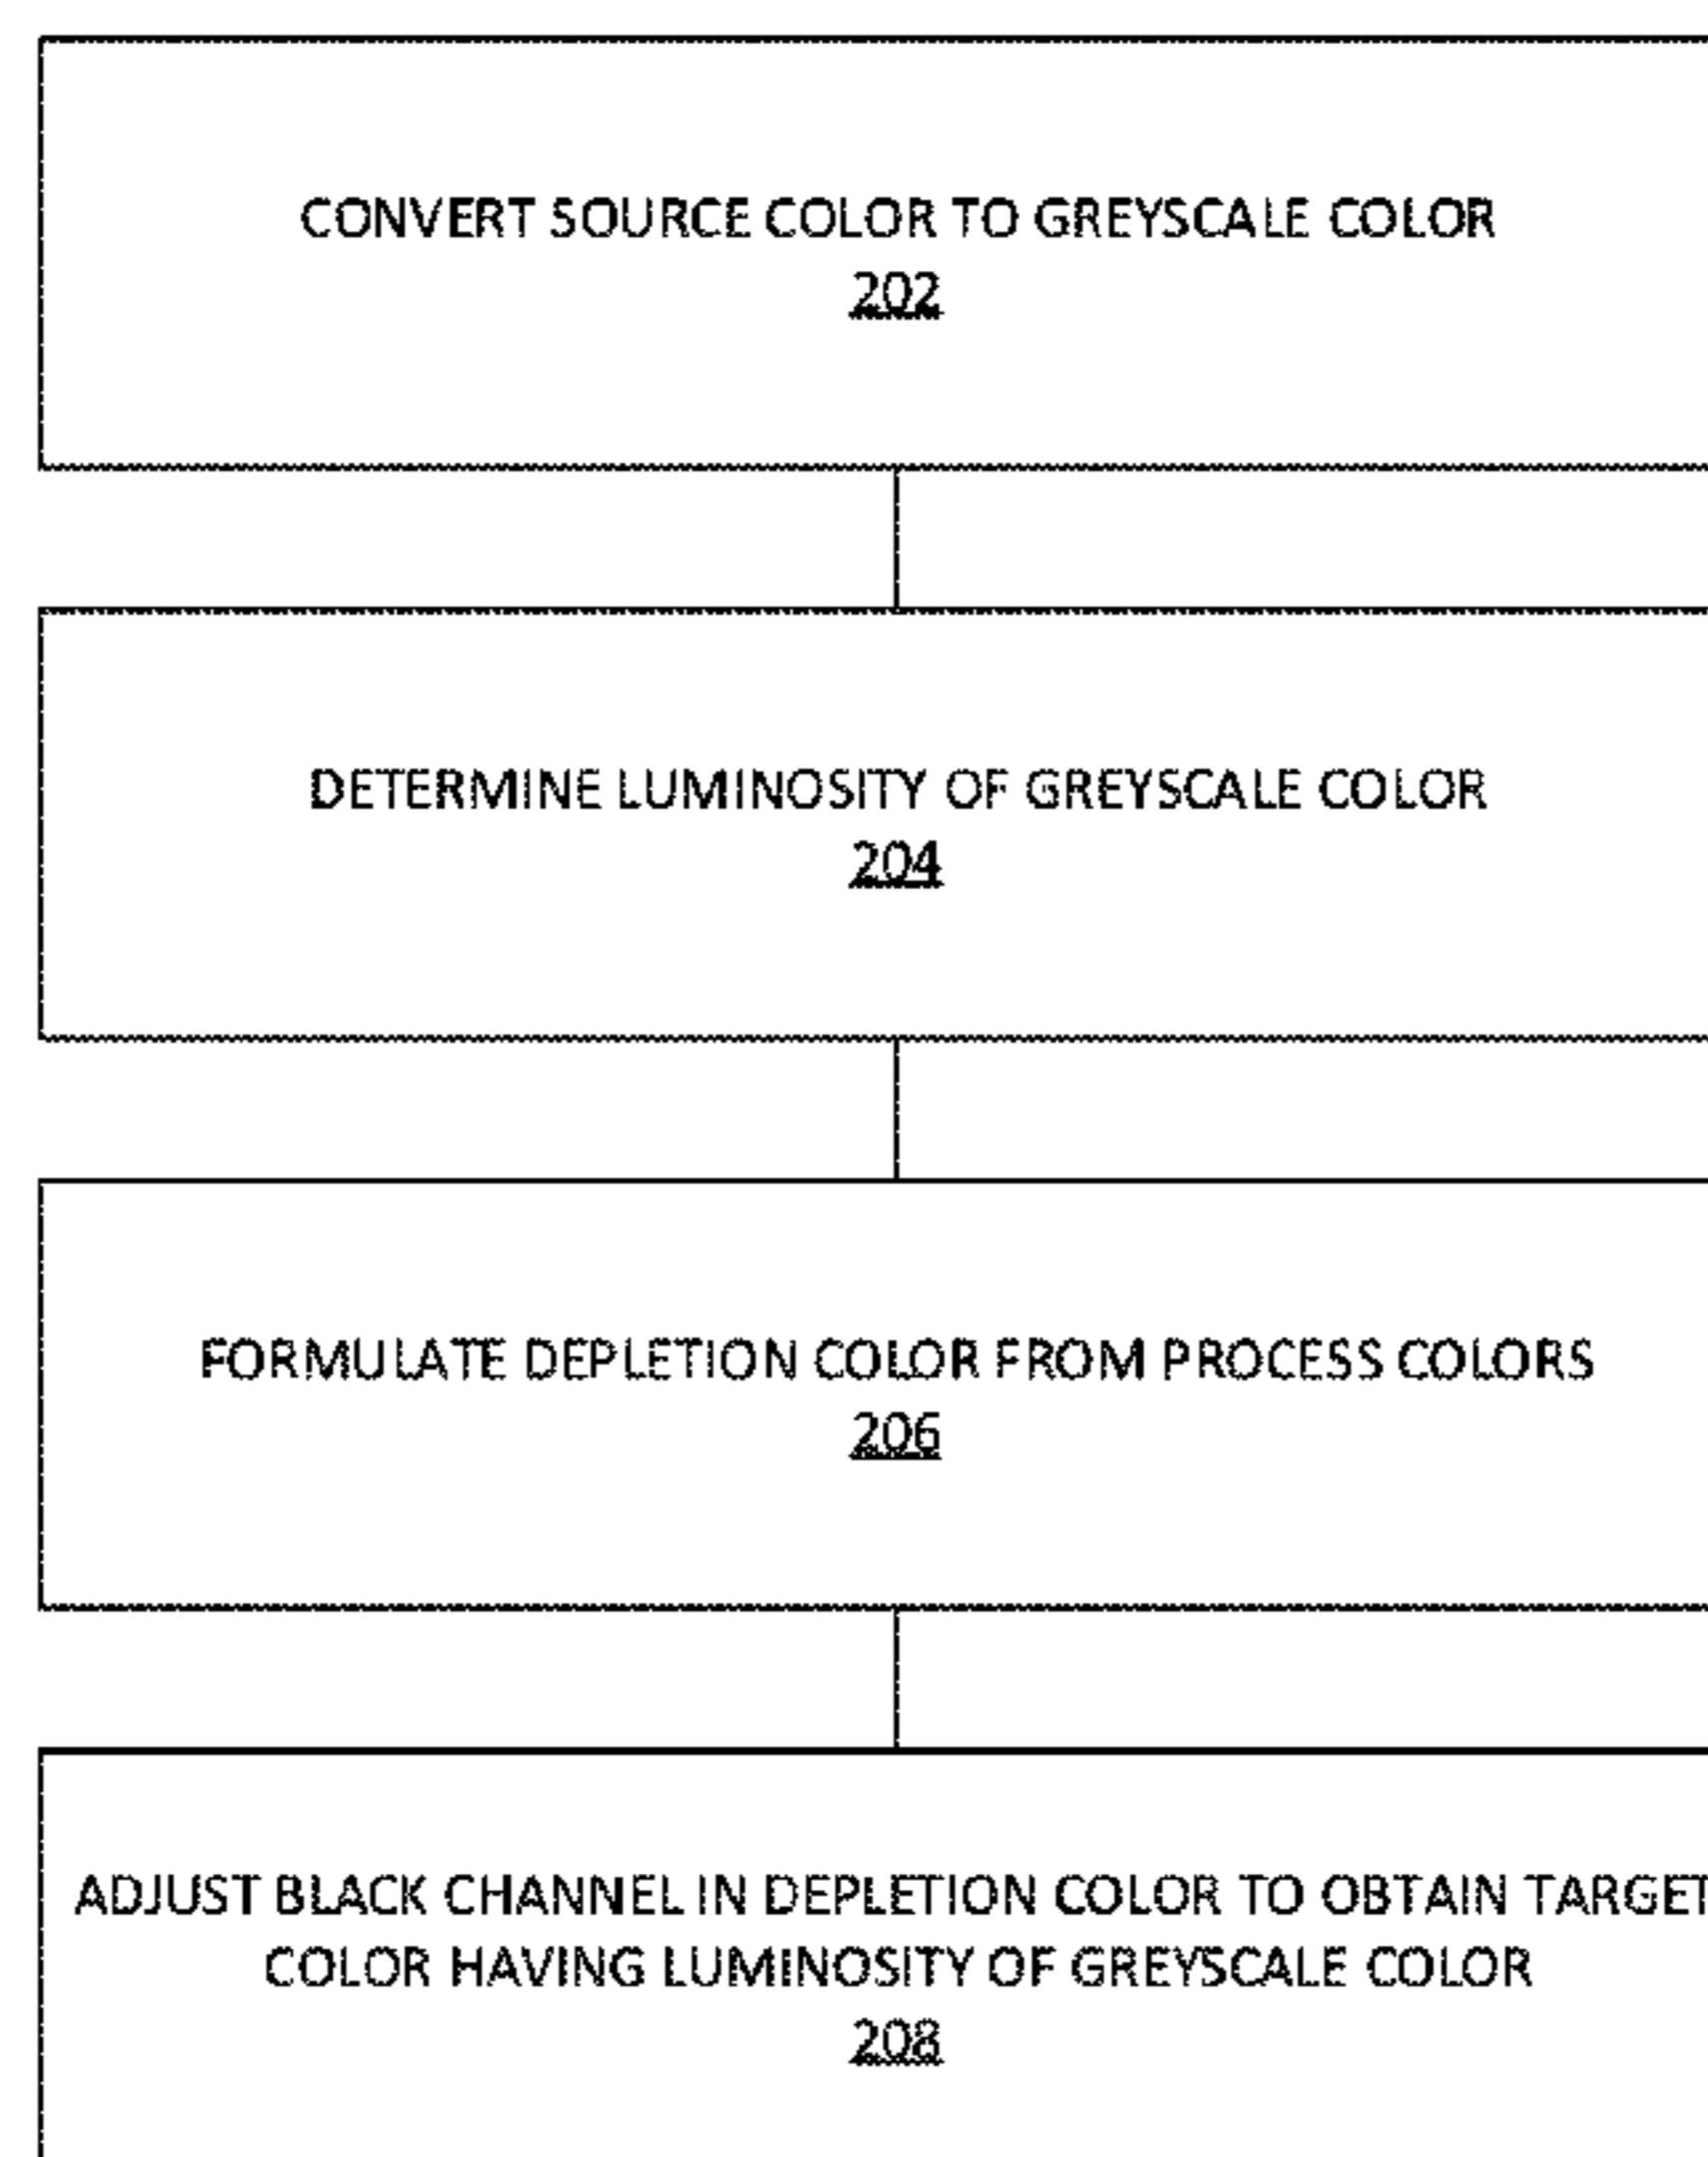 CONVERT SOURCE COLOR TO GREYSCALE COLOR
202
DETERMINE LUMINOSITY OF GREYSCALE COLOR
204
FORMULATE DEPLETION COLOR FROM PROCESS COLORS
206
ADJUST BLACK CHANNEL IN DEPLETION COLOR TO OBTAIN TARGET
COLOR HAVING LUMINOSITY OF GREYSCALE COLOR
208